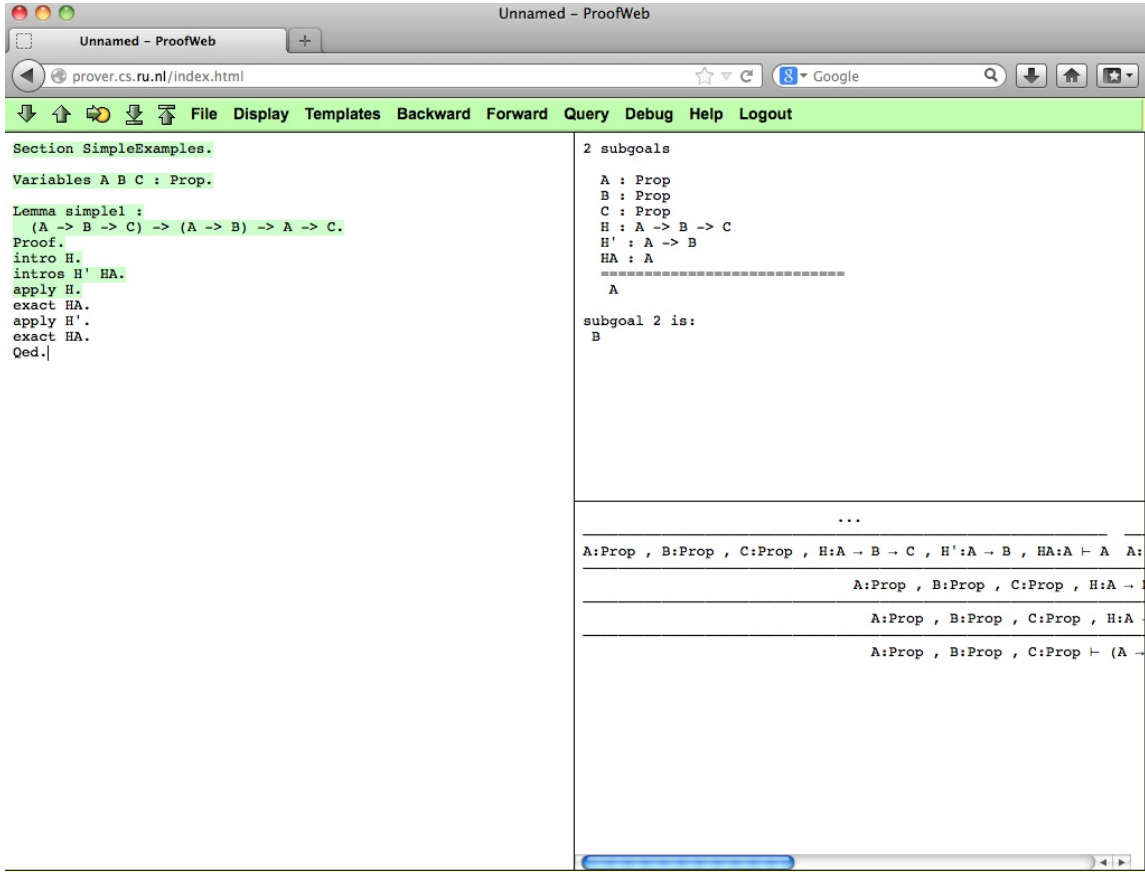 Unnamed – ProofWeb
Unnamed – ProofWeb
prover.cs.ru.nl/index.html
Google
File Display Templates Backward Forward Query Debug Help Logout
Section SimpleExamples.
Variables A B C : Prop.
Lemma simple1 :
(A -> B -> C) -> (A -> B) -> A -> C.
Proof.
intro H.
intros H' HA.
apply H.
exact HA.
apply H'.
exact HA.
Qed.
2 subgoals
A : Prop
B : Prop
C : Prop
H : A -> B -> C
H' : A -> B
HA : A
============================
A
subgoal 2 is:
B
...
A:Prop , B:Prop , C:Prop , H:A → B → C , H':A → B , HA:A ⊢ A A:
A:Prop , B:Prop , C:Prop , H:A →
A:Prop , B:Prop , C:Prop , H:A
A:Prop , B:Prop , C:Prop ⊢ (A →